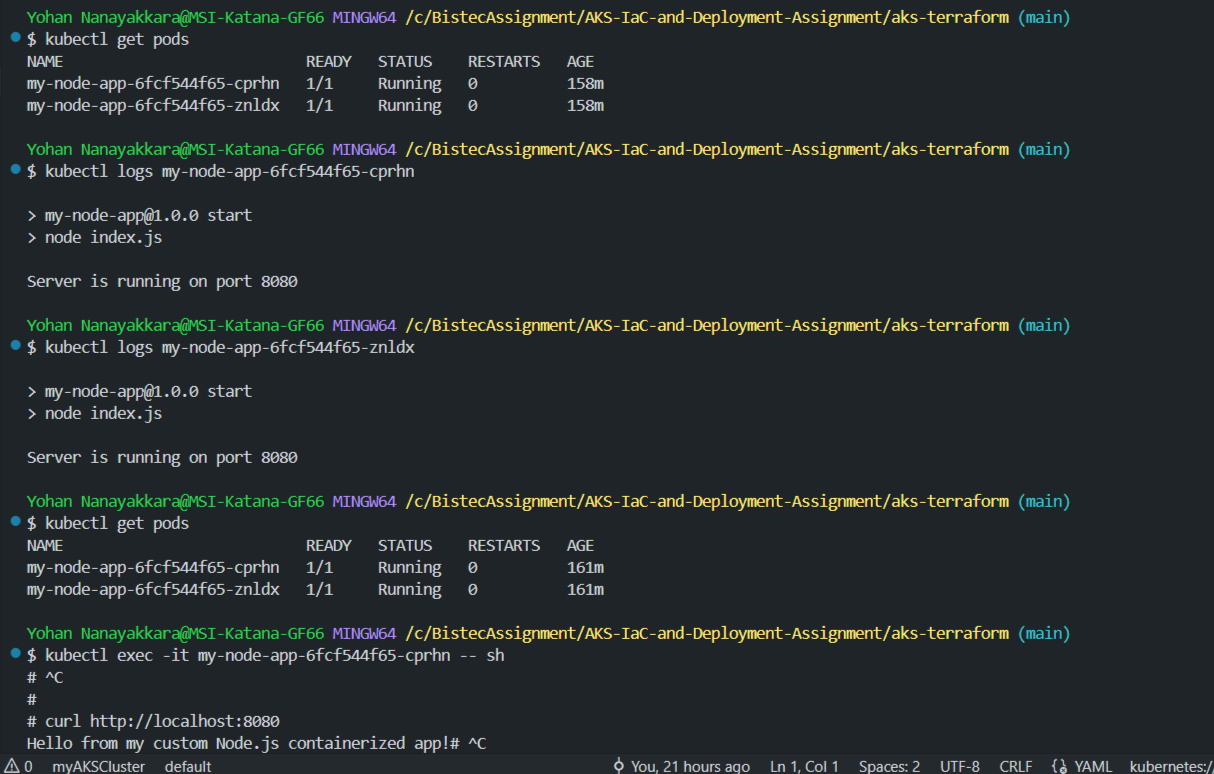 Yohan Nanayakkara@MSI-Katana-GF66 MINGW64 /c/BistecAssignment/AKS-IaC-and-Deployment-Assignment/aks-terraform (main)
$ kubectl get pods
NAME READY STATUS RESTARTS AGE
my-node-app-6fcf544f65-cprhn 1/1 Running 0 158m
my-node-app-6fcf544f65-znldx 1/1 Running 0 158m
Yohan Nanayakkara@MSI-Katana-GF66 MINGW64 /c/BistecAssignment/AKS-IaC-and-Deployment-Assignment/aks-terraform (main)
$ kubectl logs my-node-app-6fcf544f65-cprhn
> my-node-app@1.0.0 start
> node index.js
Server is running on port 8080
Yohan Nanayakkara@MSI-Katana-GF66 MINGW64 /c/BistecAssignment/AKS-IaC-and-Deployment-Assignment/aks-terraform (main)
$ kubectl logs my-node-app-6fcf544f65-znldx
> my-node-app@1.0.0 start
> node index.js
Server is running on port 8080
Yohan Nanayakkara@MSI-Katana-GF66 MINGW64 /c/BistecAssignment/AKS-IaC-and-Deployment-Assignment/aks-terraform (main)
$ kubectl get pods
NAME READY STATUS RESTARTS AGE
my-node-app-6fcf544f65-cprhn 1/1 Running 0 161m
my-node-app-6fcf544f65-znldx 1/1 Running 0 161m
Yohan Nanayakkara@MSI-Katana-GF66 MINGW64 /c/BistecAssignment/AKS-IaC-and-Deployment-Assignment/aks-terraform (main)
$ kubectl exec -it my-node-app-6fcf544f65-cprhn -- sh
# ^C
#
# curl http://localhost:8080
Hello from my custom Node.js containerized app!# ^C
0 myAKSCluster default You, 21 hours ago Ln 1, Col 1 Spaces: 2 UTF-8 CRLF YAML kubernetes:/